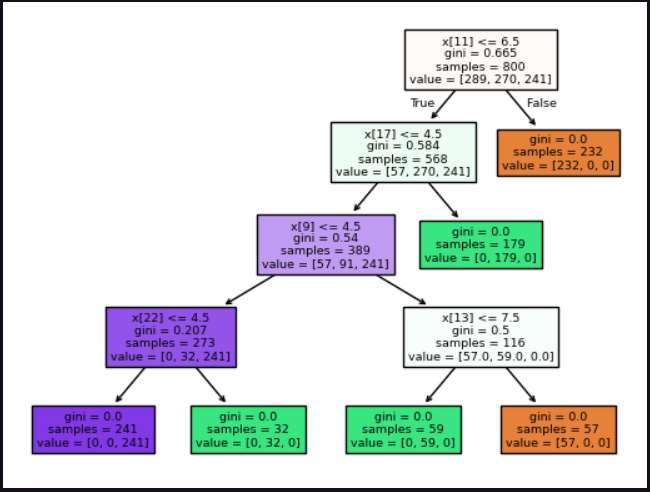 x[11] <= 6.5
gini = 0.665
samples = 800
value = [289, 270, 241]
True
False
x[17] <= 4.5
gini = 0.584
samples = 568
value = [57, 270, 241]
gini = 0.0
samples = 232
value = [232, 0, 0]
x[9] <= 4.5
gini = 0.54
samples = 389
value = [57, 91, 241]
gini = 0.0
samples = 179
value = [0, 179, 0]
x[22] <= 4.5
gini = 0.207
samples = 273
value = [0, 32, 241]
x[13] <= 7.5
gini = 0.5
samples = 116
value = [57.0, 59.0, 0.0]
gini = 0.0
samples = 241
value = [0, 0, 241]
gini = 0.0
samples = 32
value = [0, 32, 0]
gini = 0.0
samples = 59
value = [0, 59, 0]
gini = 0.0
samples = 57
value = [57, 0, 0]